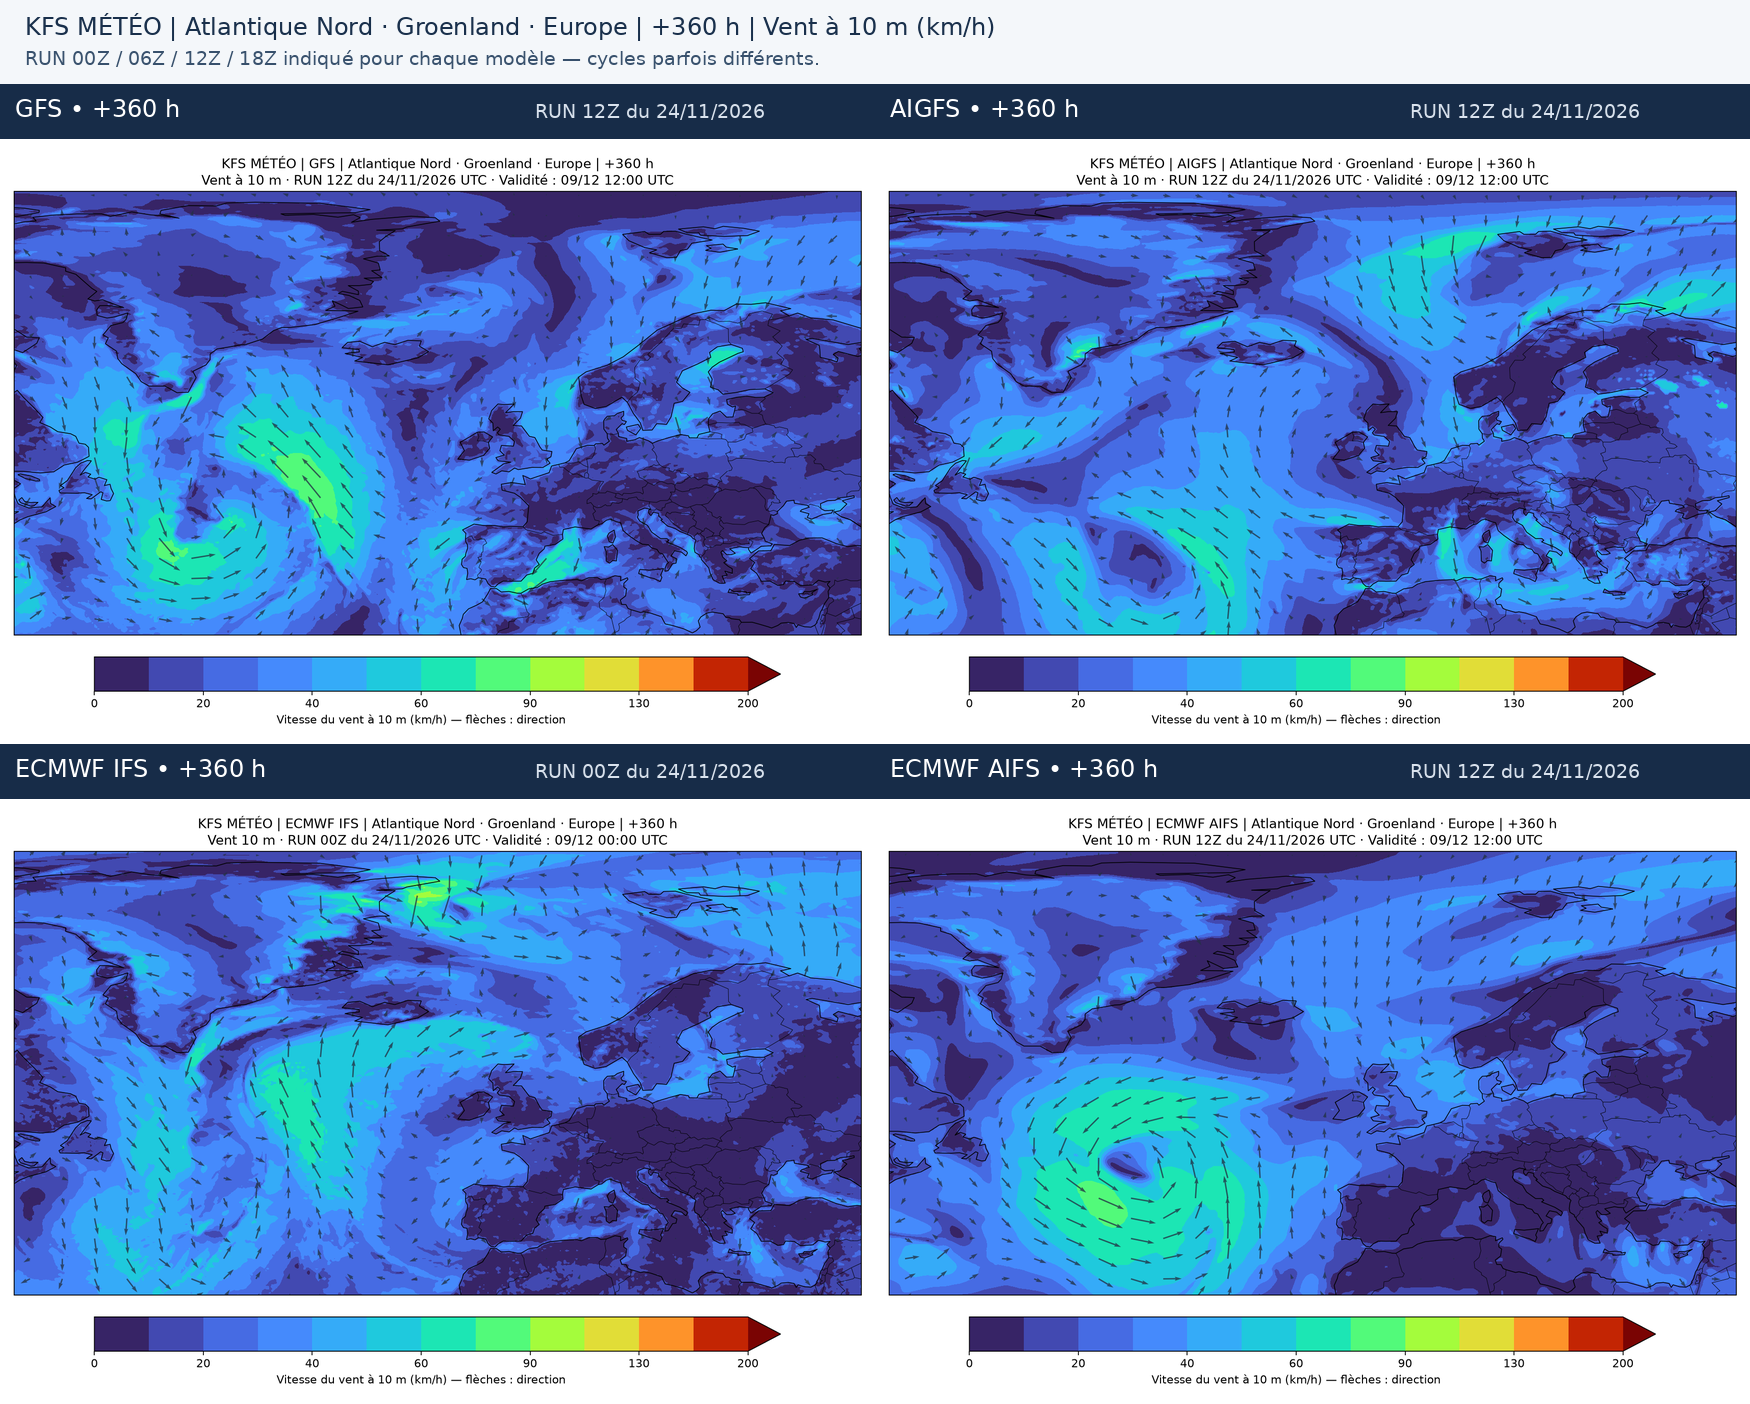 KFS MÉTÉO | Atlantique Nord · Groenland · Europe | +360 h | Vent à 10 m (km/h)
RUN 00Z / 06Z / 12Z / 18Z indiqué pour chaque modèle — cycles parfois différents.
GFS • +360 h
RUN 12Z du 24/11/2026
KFS MÉTÉO | GFS | Atlantique Nord · Groenland · Europe | +360 h
Vent à 10 m · RUN 12Z du 24/11/2026 UTC · Validité : 09/12 12:00 UTC
0 20 40 60 90 130 200
Vitesse du vent à 10 m (km/h) — flèches : direction
AIGFS • +360 h
RUN 12Z du 24/11/2026
KFS MÉTÉO | AIGFS | Atlantique Nord · Groenland · Europe | +360 h
Vent à 10 m · RUN 12Z du 24/11/2026 UTC · Validité : 09/12 12:00 UTC
0 20 40 60 90 130 200
Vitesse du vent à 10 m (km/h) — flèches : direction
ECMWF IFS • +360 h
RUN 00Z du 24/11/2026
KFS MÉTÉO | ECMWF IFS | Atlantique Nord · Groenland · Europe | +360 h
Vent 10 m · RUN 00Z du 24/11/2026 UTC · Validité : 09/12 00:00 UTC
0 20 40 60 90 130 200
Vitesse du vent à 10 m (km/h) — flèches : direction
ECMWF AIFS • +360 h
RUN 12Z du 24/11/2026
KFS MÉTÉO | ECMWF AIFS | Atlantique Nord · Groenland · Europe | +360 h
Vent 10 m · RUN 12Z du 24/11/2026 UTC · Validité : 09/12 12:00 UTC
0 20 40 60 90 130 200
Vitesse du vent à 10 m (km/h) — flèches : direction